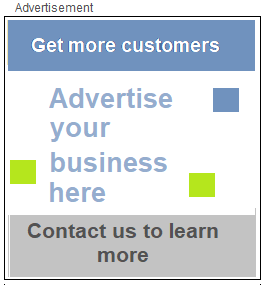 Advertisement
Get more customers
Advertise
your
business
here
Contact us to learn
more